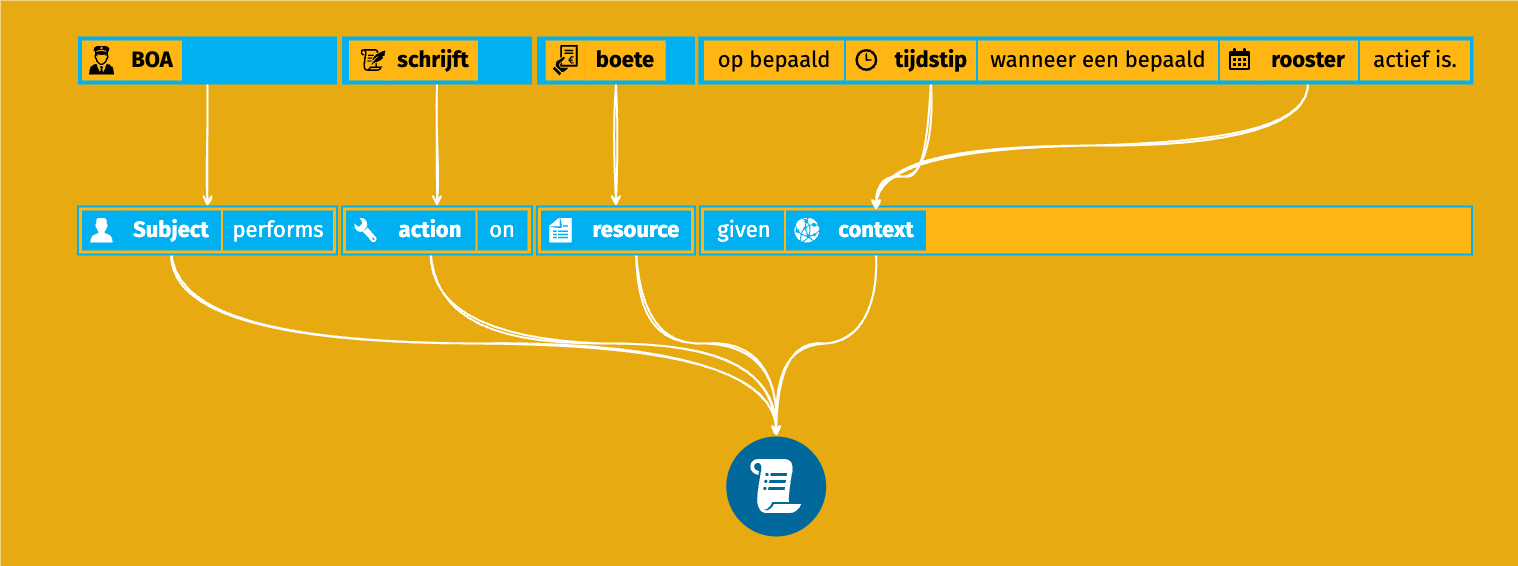 BOA schrijft boete op bepaald tijdstip wanneer een bepaald rooster actief is.
Subject performs action on resource given context